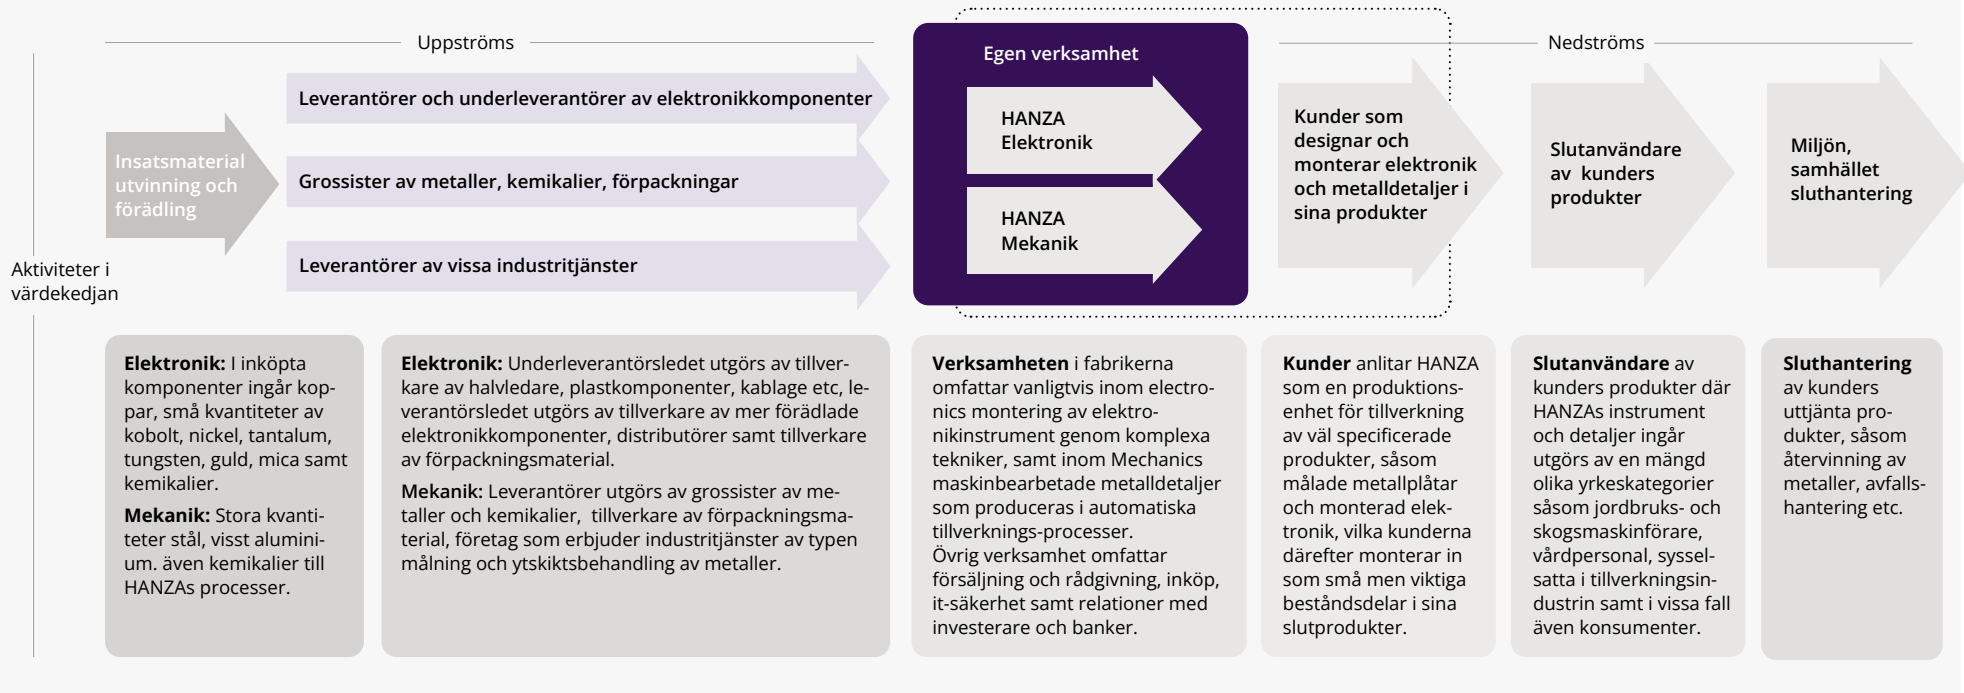 Uppströms
Egen verksamhet
Nedströms
Aktiviteter i
värdekedjan
Insatsmaterial
utvinning och
förädling
Leverantörer och underleverantörer av elektronikkomponenter
Grossister av metaller, kemikalier, förpackningar
Leverantörer av vissa industritjänster
HANZA
Elektronik
HANZA
Mekanik
Kunder som
designar och
monterar elektronik
och metalldetaljer i
sina produkter
Slutanvändare
av kunders
produkter
Miljön,
samhället
sluthantering
Elektronik: I inköpta
komponenter ingår kop-
par, små kvantiteter av
kobolt, nickel, tantalum,
tungsten, guld, mica samt
kemikalier.
Mekanik: Stora kvanti-
teter stål, visst alumini-
um. även kemikalier till
HANZAs processer.
Elektronik: Underleverantörsledet utgörs av tillver-
kare av halvledare, plastkomponenter, kablage etc, le-
verantörsledet utgörs av tillverkare av mer förädlade
elektronikkomponenter, distributörer samt tillverkare
av förpackningsmaterial.
Mekanik: Leverantörer utgörs av grossister av me-
taller och kemikalier, tillverkare av förpackningsma-
terial, företag som erbjuder industritjänster av typen
målning och ytskiktsbehandling av metaller.
Verksamheten i fabrikerna
omfattar vanligtvis inom electro-
nics montering av elektro-
nikinstrument genom komplexa
tekniker, samt inom Mechanics
maskinbearbetade metalldetaljer
som produceras i automatiska
tillverknings-processer.
Övrig verksamhet omfattar
försäljning och rådgivning, inköp,
it-säkerhet samt relationer med
investerare och banker.
Kunder anlitar HANZA
som en produktions-
enhet för tillverkning
av väl specificerade
produkter, såsom
målade metallplåtar
och monterad elek-
tronik, vilka kunderna
därefter monterar in
som små men viktiga
beståndsdelar i sina
slutprodukter.
Slutanvändare av
kunders produkter där
HANZAs instrument
och detaljer ingår
utgörs av en mängd
olika yrkeskategorier
såsom jordbruks- och
skogsmaskinförare,
vårdpersonal, syssel-
satta i tillverkningsin-
dustrin samt i vissa fall
även konsumenter.
Sluthantering
av kunders
uttjänta pro-
dukter, såsom
återvinning av
metaller, avfalls-
hantering etc.